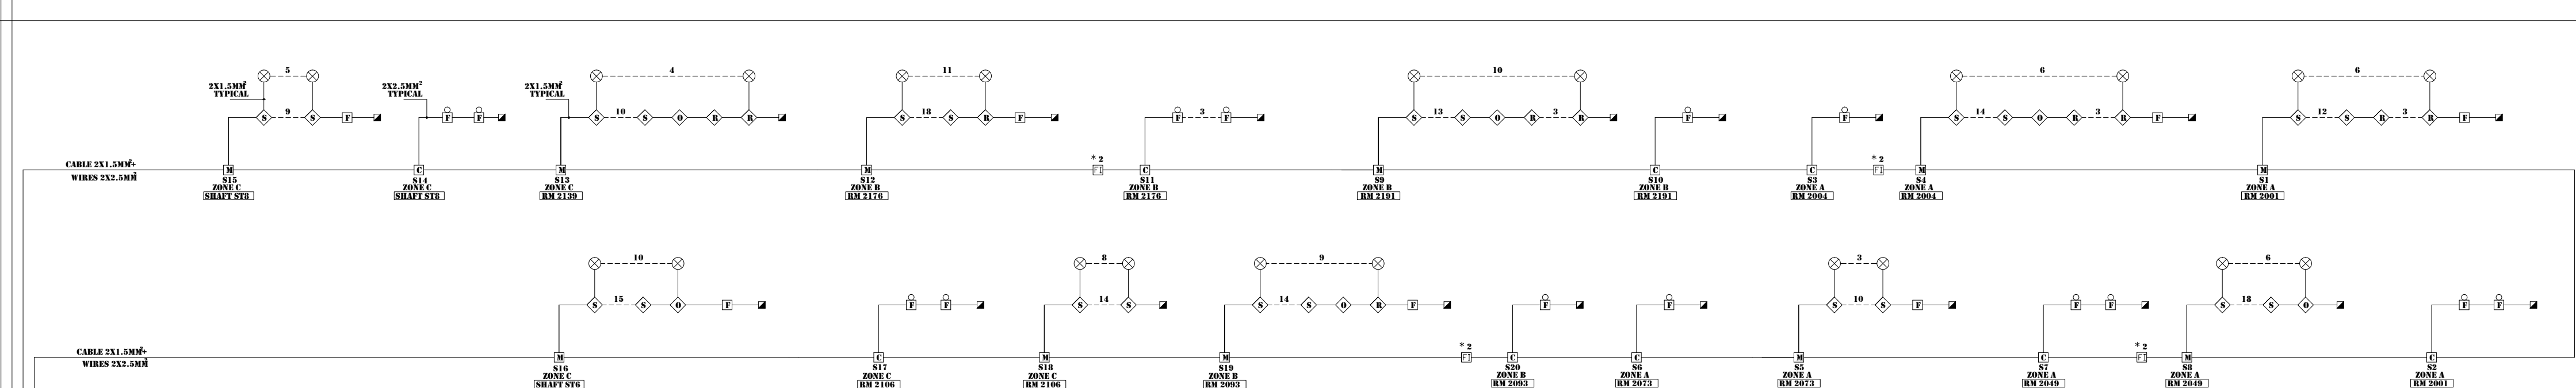 5 4 11 10 6 6
2X1.5MM² 2X2.5MM² 2X1.5MM²
TYPICAL TYPICAL TYPICAL
S 9 S F F F S 10 S O R R S 18 S R F F 3 F S 13 S O R 3 R F F S 14 S O R 3 R F S 12 S R 3 R F
*2 *2
CABLE 2X1.5MM²+
M C M M FI C M C C FI M M
WIRES 2X2.5MM²
S15 S14 S13 S12 S11 S9 S10 S3 S4 S1
ZONE C ZONE C ZONE C ZONE B ZONE B ZONE B ZONE B ZONE A ZONE A ZONE A
SHAFT ST8 SHAFT ST8 RM 2139 RM 2176 RM 2176 RM 2191 RM 2191 RM 2004 RM 2004 RM 2001
10 8 9 3 6
S 15 S O F F F S 14 S S 14 S O R F F F S 10 S F F F S 18 S O F F
*2 *2
CABLE 2X1.5MM²+
M C M M FI C C M C FI M C
WIRES 2X2.5MM²
S16 S17 S18 S19 S20 S6 S5 S7 S8 S2
ZONE C ZONE C ZONE C ZONE B ZONE B ZONE A ZONE A ZONE A ZONE A ZONE A
SHAFT ST6 RM 2106 RM 2106 RM 2093 RM 2093 RM 2073 RM 2073 RM 2049 RM 2049 RM 2001